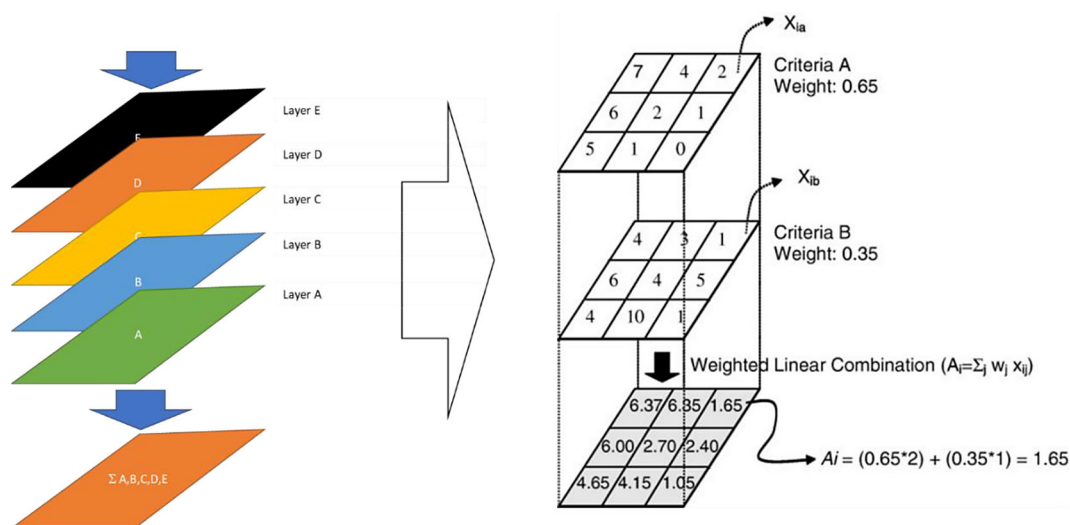 Layer E
Layer D
Layer C
Layer B
Layer A
E
D
C
B
A
Σ A,B,C,D,E
X ia
Criteria A
Weight: 0.65
7 4 2
6 2 1
5 1 0
X ib
Criteria B
Weight: 0.35
4 3 1
6 4 5
4 10 1
Weighted Linear Combination (Ai=Σj wj xij)
6.37 6.35 1.65
6.00 2.70 2.40
4.65 4.15 1.05
Ai = (0.65*2) + (0.35*1) = 1.65